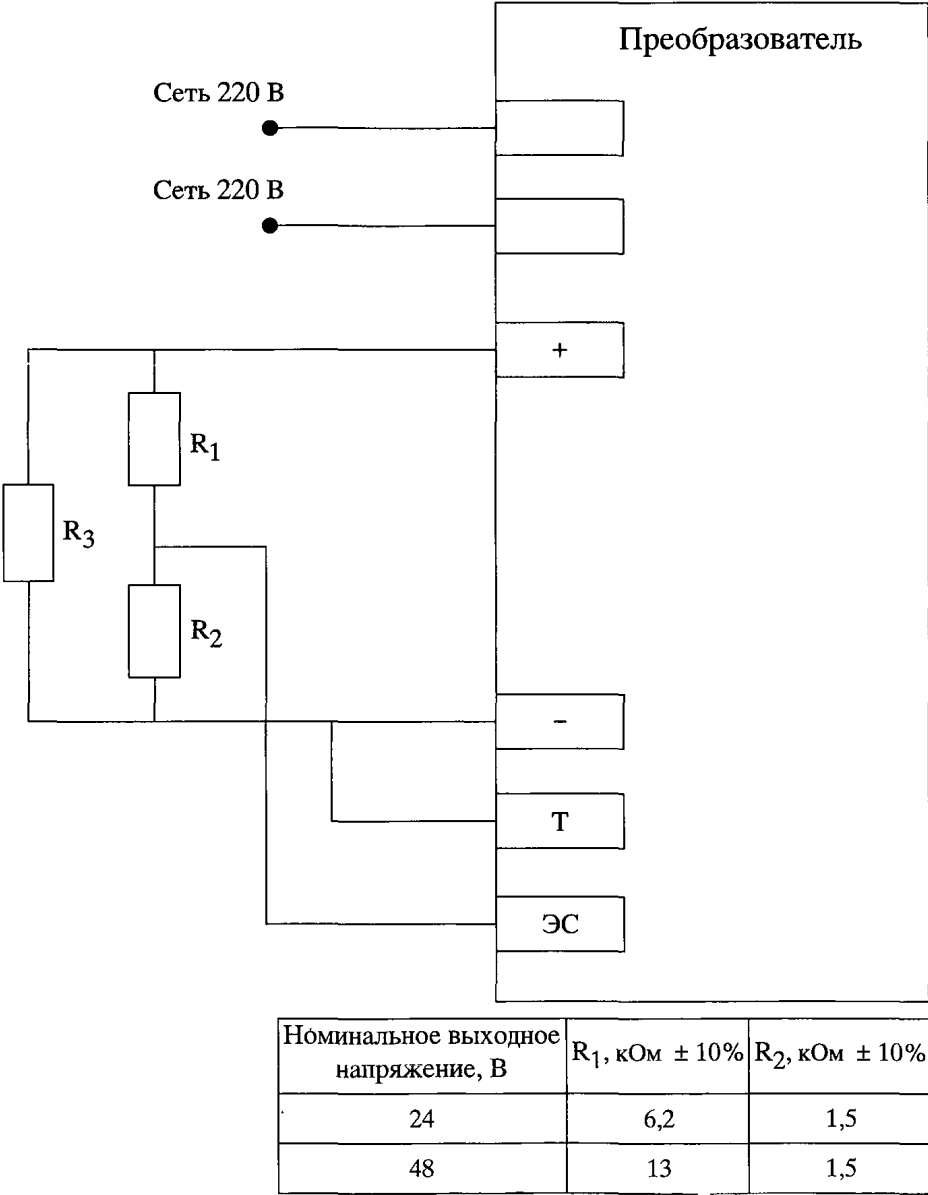 Преобразователь
Сеть 220 В
Сеть 220 В
+
R1
R3
R2
–
Т
ЭС
Номинальное выходное напряжение, В
R1, кОм ± 10%
R2, кОм ± 10%
24 6,2 1,5
48 13 1,5